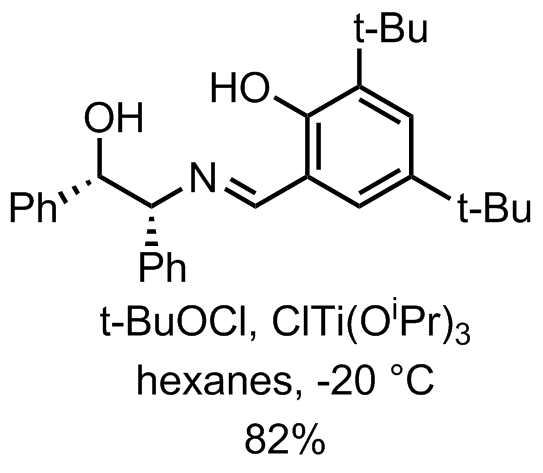 t-Bu
HO
OH
N
Ph
t-Bu
Ph
t-BuOCl, ClTi(OⁱPr)₃
hexanes, -20 °C
82%